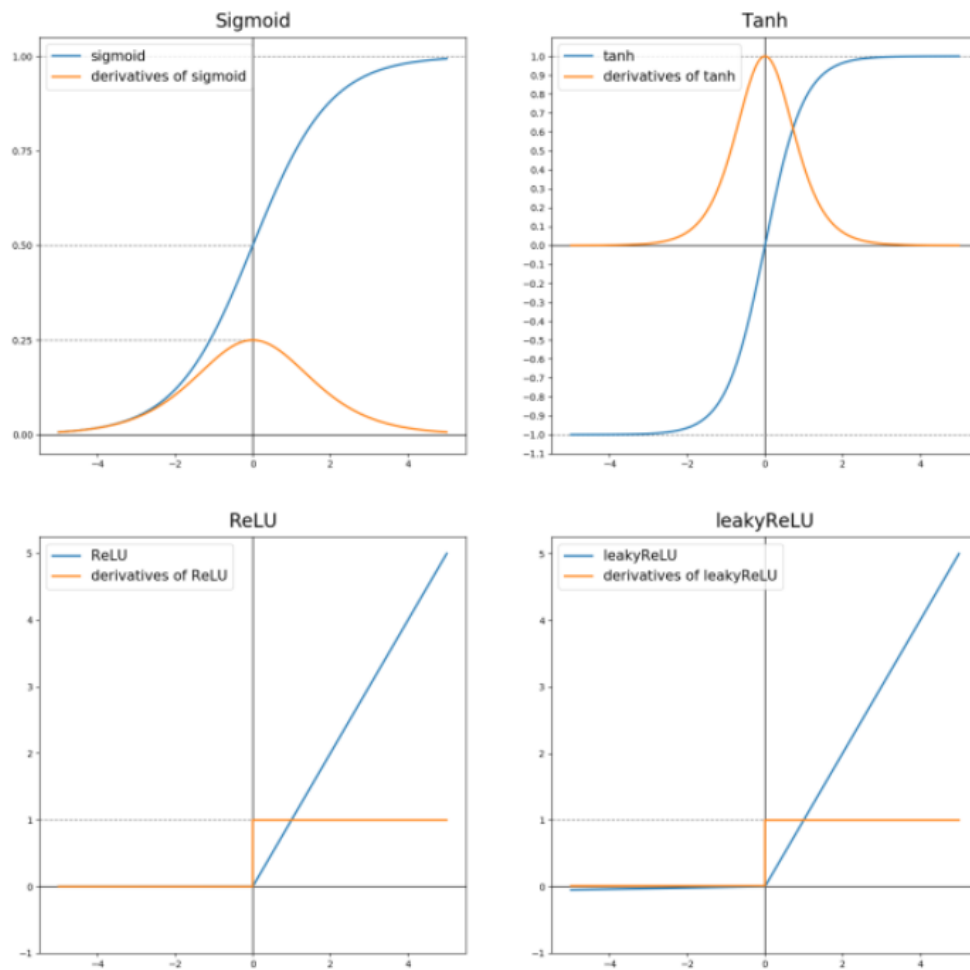 Sigmoid
sigmoid
derivatives of sigmoid
1.00
0.75
0.50
0.25
0.00
−4 −2 0 2 4
Tanh
tanh
derivatives of tanh
1.0
0.9
0.8
0.7
0.6
0.5
0.4
0.3
0.2
0.1
0.0
−0.1
−0.2
−0.3
−0.4
−0.5
−0.6
−0.7
−0.8
−0.9
−1.0
−1.1
−4 −2 0 2 4
ReLU
ReLU
derivatives of ReLU
5
4
3
2
1
0
−1
−4 −2 0 2 4
leakyReLU
leakyReLU
derivatives of leakyReLU
5
4
3
2
1
0
−1
−4 −2 0 2 4